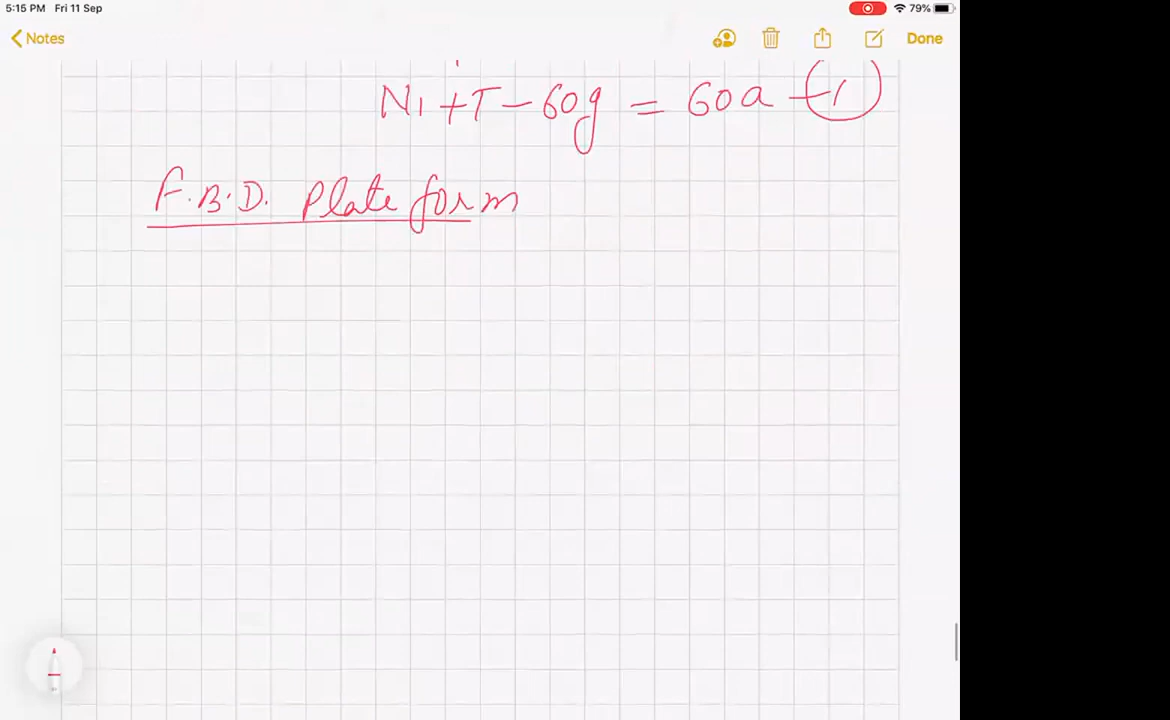 5:15 PM Fri 11 Sep 79%
Notes Done
N1 + T - 60g = 60a -(1)
F.B.D. Plate form